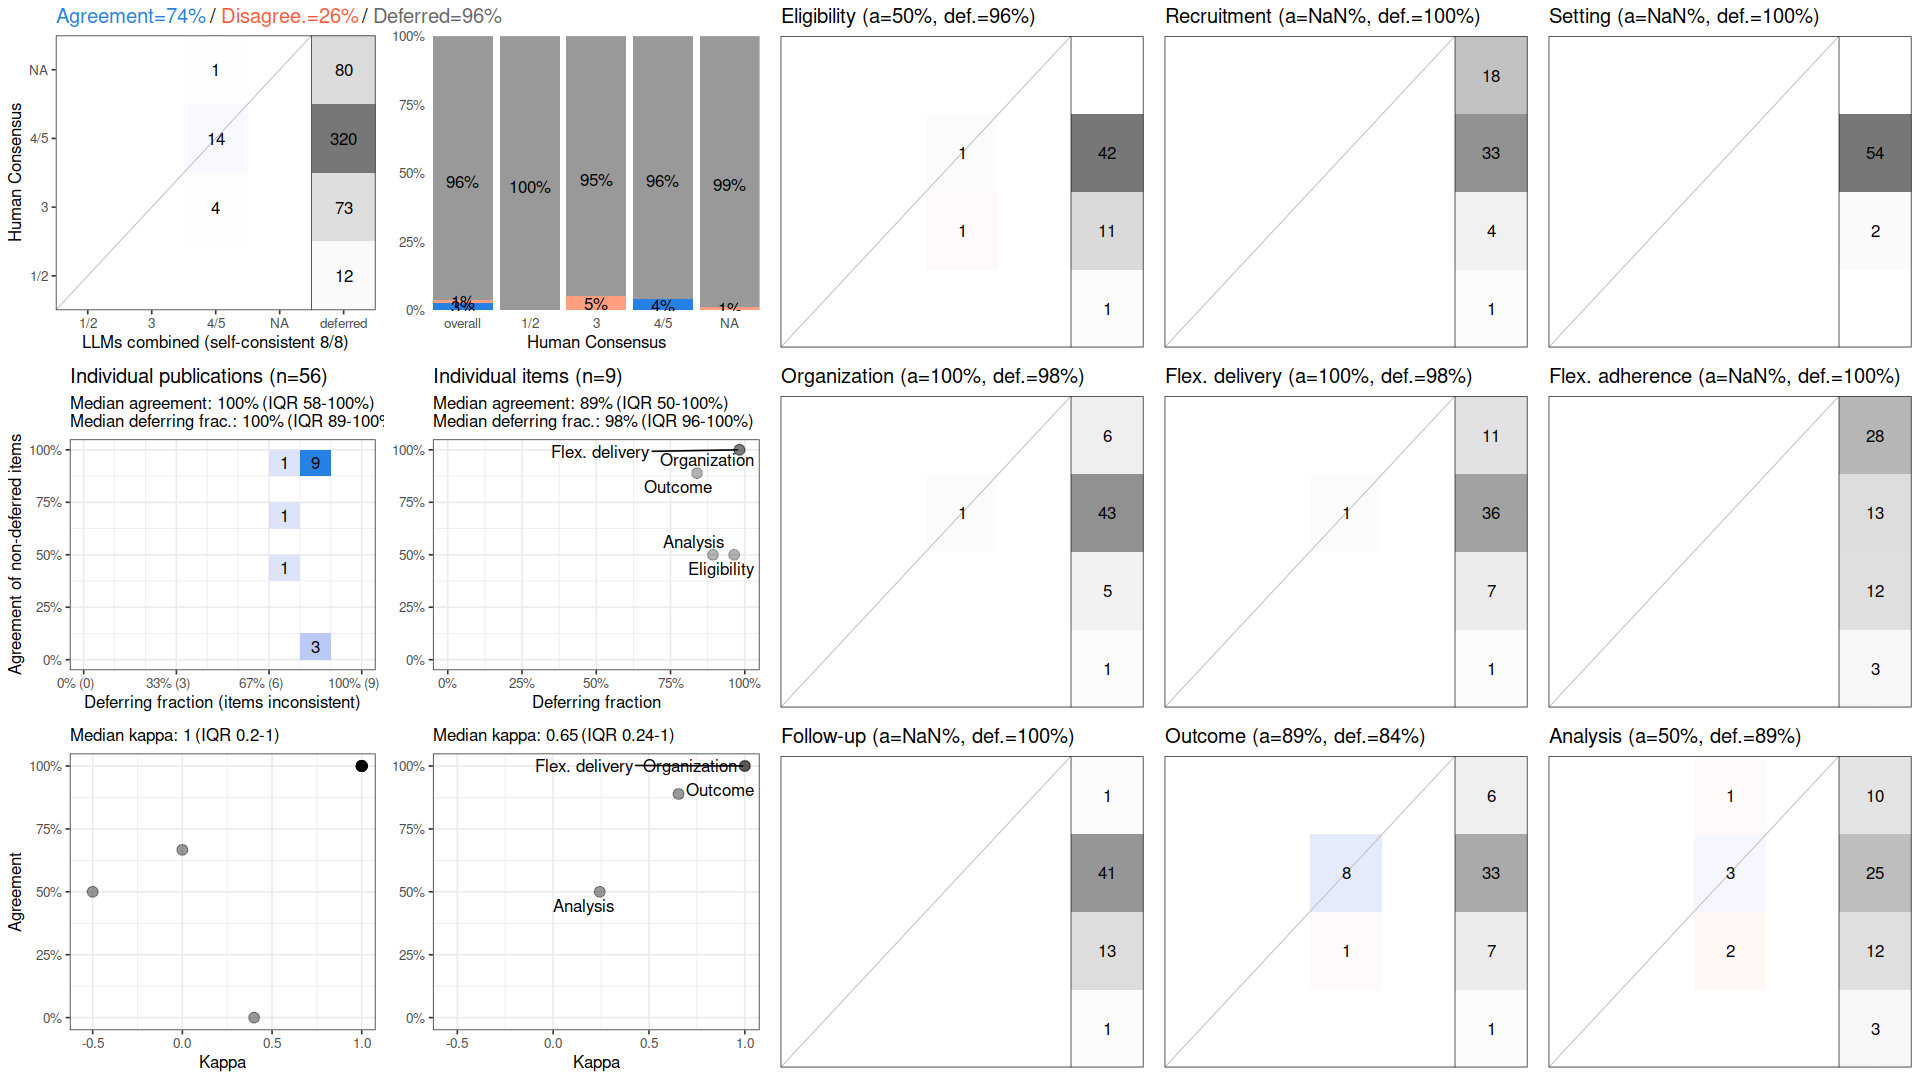 Agreement=74% / Disagree.=26% / Deferred=96%
Human Consensus
NA
4/5
3
1/2
1
14
4
80
320
73
12
1/2 3 4/5 NA deferred
LLMs combined (self-consistent 8/8)
100%
75%
50%
25%
0%
96% 100% 95% 96% 99%
1%
3%
5% 4% 1%
overall 1/2 3 4/5 NA
Human Consensus
Eligibility (a=50%, def.=96%)
1 42
1 11
1
Recruitment (a=NaN%, def.=100%)
18
33
4
1
Setting (a=NaN%, def.=100%)
54
2
Individual publications (n=56)
Median agreement: 100% (IQR 58-100%)
Median deferring frac.: 100% (IQR 89-100%
Agreement of non-deferred items
100%
75%
50%
25%
0%
1 9
1
1
3
0% (0) 33% (3) 67% (6) 100% (9)
Deferring fraction (items inconsistent)
Individual items (n=9)
Median agreement: 89% (IQR 50-100%)
Median deferring frac.: 98% (IQR 96-100%)
100%
75%
50%
25%
0%
Flex. delivery
Organization
Outcome
Analysis
Eligibility
0% 25% 50% 75% 100%
Deferring fraction
Organization (a=100%, def.=98%)
6
1 43
5
1
Flex. delivery (a=100%, def.=98%)
11
1 36
7
1
Flex. adherence (a=NaN%, def.=100%)
28
13
12
3
Median kappa: 1 (IQR 0.2-1)
Agreement
100%
75%
50%
25%
0%
-0.5 0.0 0.5 1.0
Kappa
Median kappa: 0.65 (IQR 0.24-1)
100%
75%
50%
25%
0%
Flex. delivery Organization
Outcome
Analysis
-0.5 0.0 0.5 1.0
Kappa
Follow-up (a=NaN%, def.=100%)
1
41
13
1
Outcome (a=89%, def.=84%)
6
8 33
1 7
1
Analysis (a=50%, def.=89%)
1 10
3 25
2 12
3